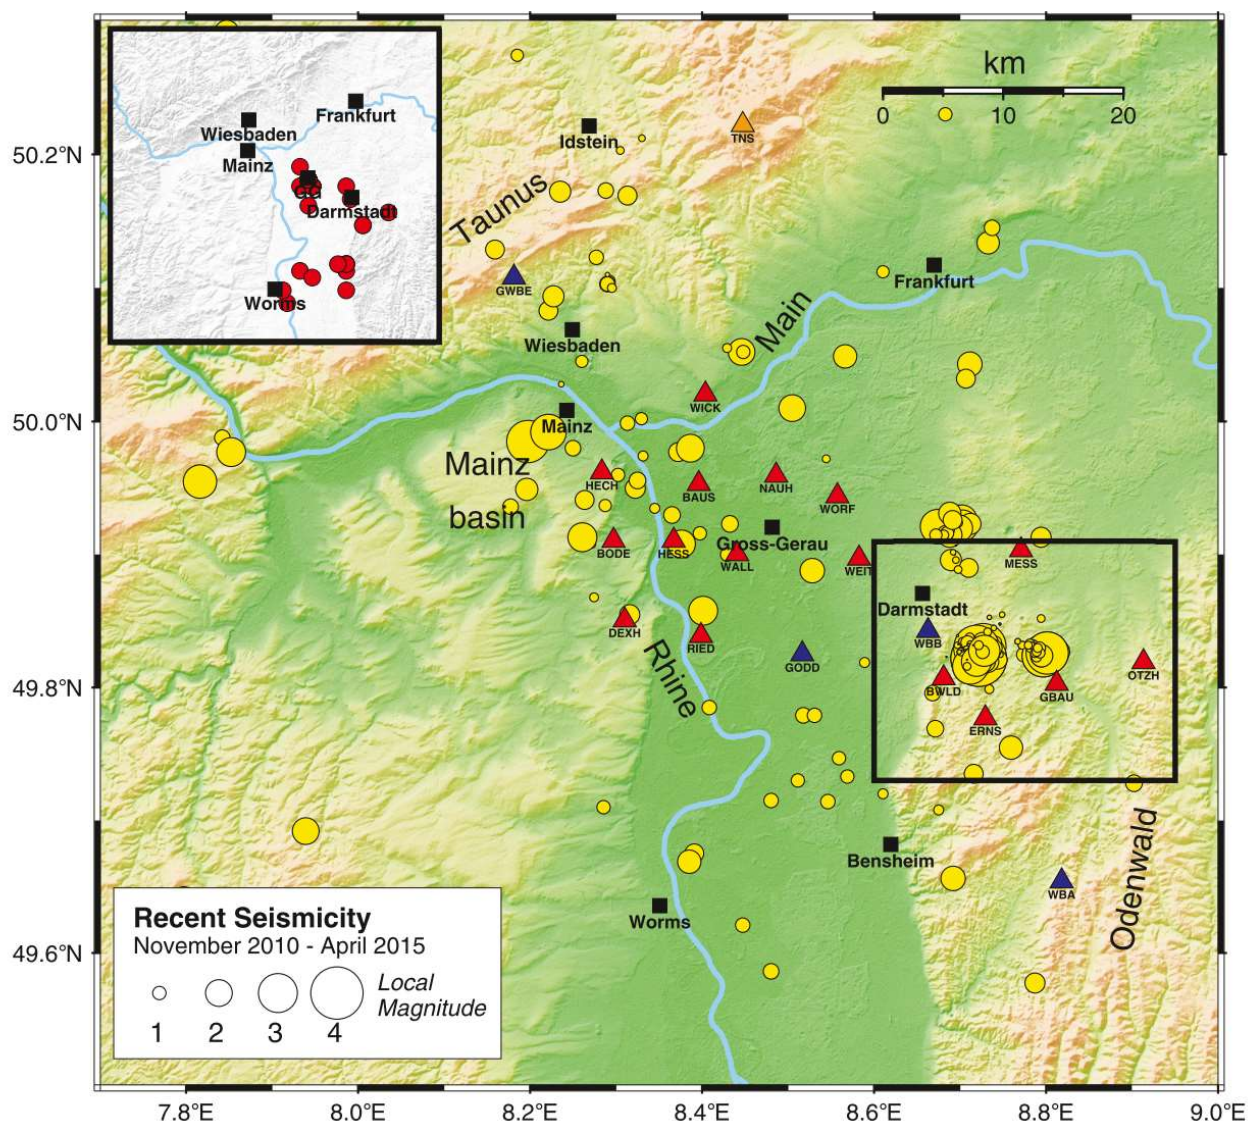 km
0
20
Frankfurt
Wiesbaden
Mainz
Darmstadt
Worms
50.2°N
50.0°N
49.8°N
49.6°N
Idstein
TNS
Taunus
GWBE
Frankfurt
Wiesbaden
Main
WICK
Mainz
Mainz
basin
HECH
BAUS
NAUH
WORF
BODE
HESS
Gross-Gerau
WALL
WEIT
MESS
Darmstadt
WBB
DEXH
RIED
Rhine
GODD
BWLD
GBAU
OTZH
ERNS
Bensheim
WBA
Odenwald
Worms
Recent Seismicity
November 2010 - April 2015
Local
Magnitude
1 2 3 4
7.8°E 8.0°E 8.2°E 8.4°E 8.6°E 8.8°E 9.0°E